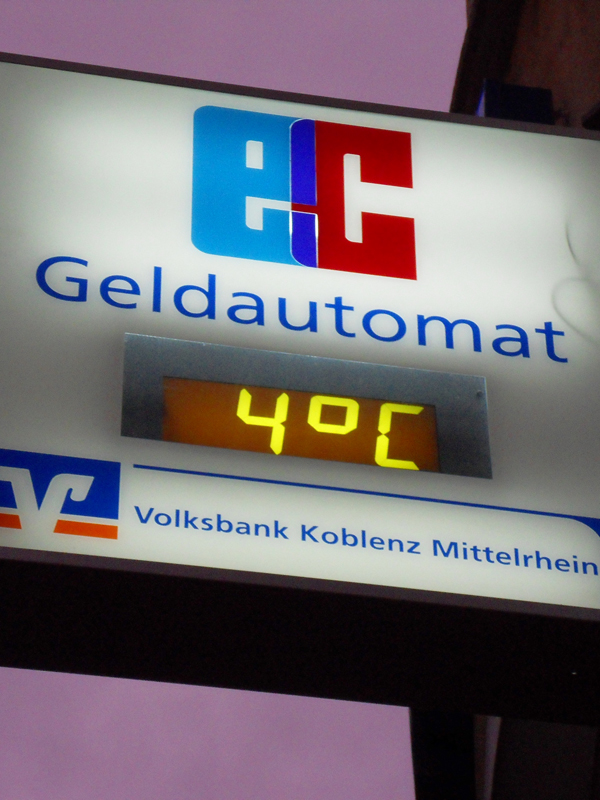 ec
Geldautomat
4°C
Volksbank Koblenz Mittelrhein